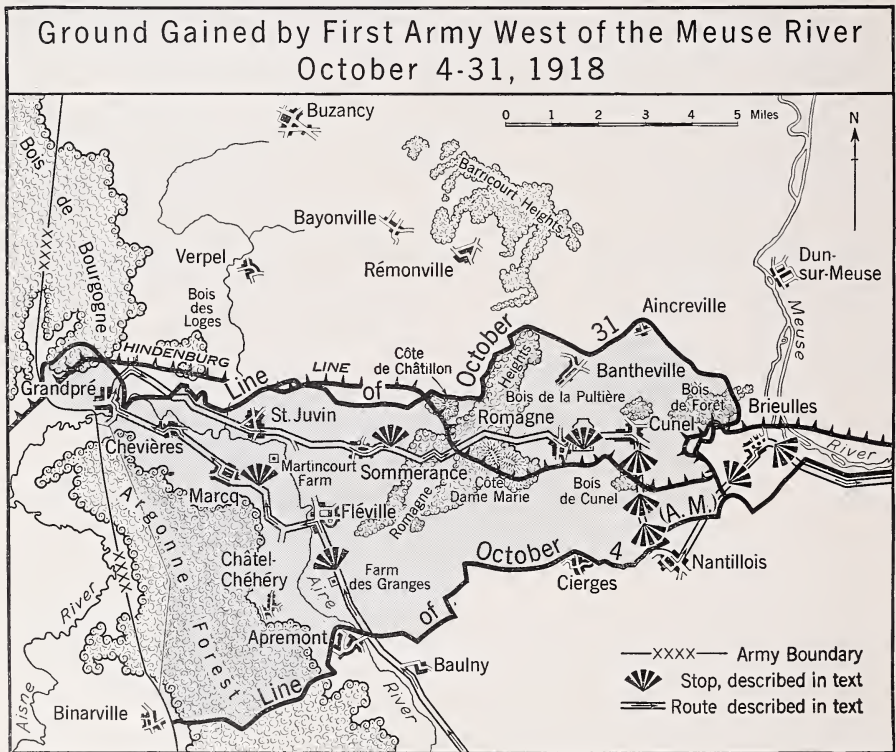 Ground Gained by First Army West of the Meuse River
October 4-31, 1918
Buzancy
0 1 2 3 4 5 Miles
N
Bois
de
Bourgogne
XXXX
Barricourt Heights
Bayonville
Verpel
Rémonville
Dun-
sur-Meuse
Meuse
Bois
des
Loges
Aincreville
HINDENBURG LINE
Line of October 31
Côte
de Châtillon
Heights
Bantheville
Grandpré
St. Juvin
Bois de la Pultière
Romagne
Cunel
Bois
de Forêt
Brieulles
River
Chevières
Martincourt
Farm
Sommerance
Marcq
Romagne
Côte
Dame Marie
Bois
de Cunel
Fléville
(A.M.)
Argonne
Forest
XXXX
Châtel-
Chéhéry
Aire
River
Farm
des Granges
Line of October 4
Cierges
Nantillois
Apremont
Baulny
Aisne
River
Binarville
XXXX Army Boundary
Stop, described in text
Route described in text